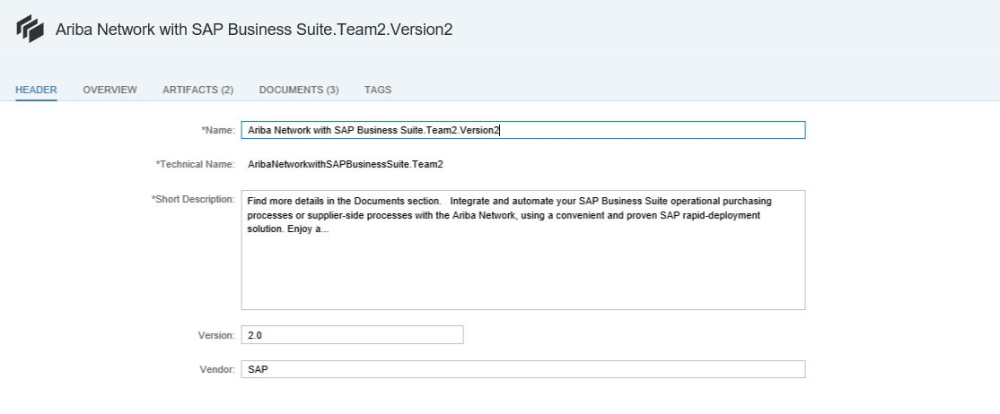 Ariba Network with SAP Business Suite.Team2.Version2
HEADER OVERVIEW ARTIFACTS (2) DOCUMENTS (3) TAGS
*Name: Ariba Network with SAP Business Suite.Team2.Version2
*Technical Name: AribaNetworkwithSAPBusinessSuite.Team2
*Short Description: Find more details in the Documents section. Integrate and automate your SAP Business Suite operational purchasing
processes or supplier-side processes with the Ariba Network, using a convenient and proven SAP rapid-deployment
solution. Enjoy a...
Version: 2.0
Vendor: SAP